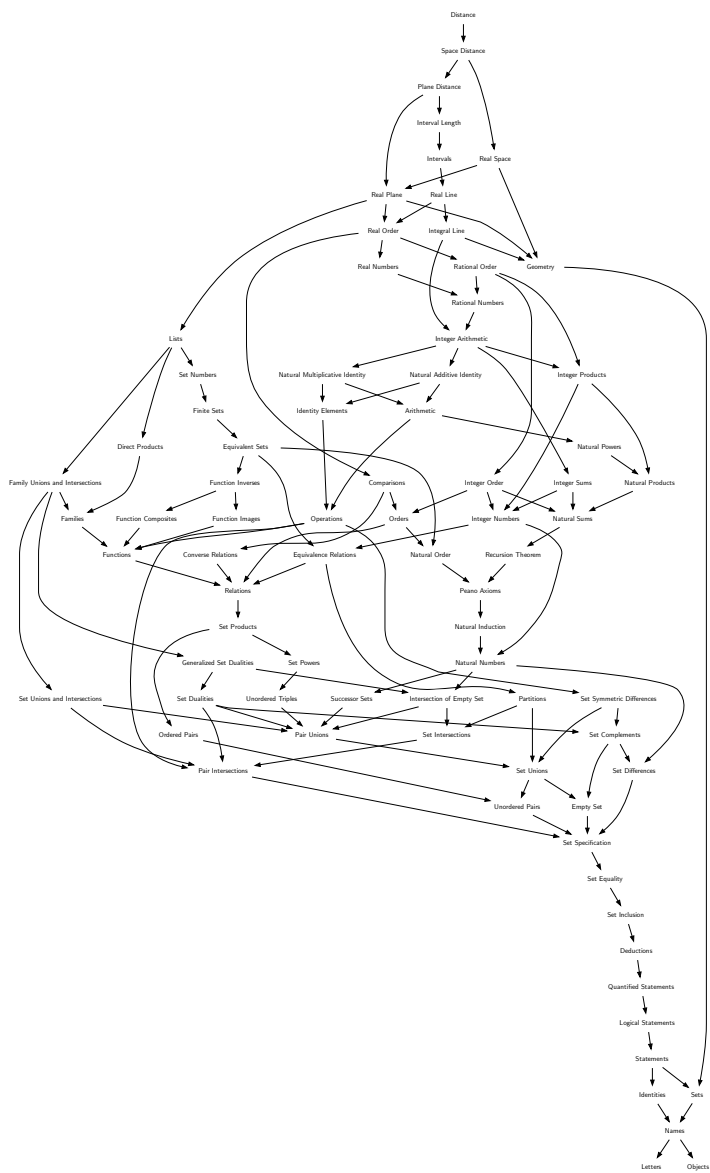 Distance
Space Distance
Plane Distance
Interval Length
Intervals Real Space
Real Plane Real Line
Real Order Integral Line
Real Numbers Rational Order Geometry
Rational Numbers
Lists Integer Arithmetic
Set Numbers Natural Multiplicative Identity Natural Additive Identity Integer Products
Finite Sets Identity Elements Arithmetic
Direct Products Equivalent Sets Natural Powers
Family Unions and Intersections Function Inverses Comparisons Integer Order Integer Sums Natural Products
Families Function Composites Function Images Operations Orders Integer Numbers Natural Sums
Functions Converse Relations Equivalence Relations Natural Order Recursion Theorem
Relations Peano Axioms
Set Products Natural Induction
Generalized Set Dualities Set Powers Natural Numbers
Set Unions and Intersections Set Dualities Unordered Triples Successor Sets Intersection of Empty Set Partitions Set Symmetric Differences
Ordered Pairs Pair Unions Set Intersections Set Complements
Pair Intersections Set Unions Set Differences
Unordered Pairs Empty Set
Set Specification
Set Equality
Set Inclusion
Deductions
Quantified Statements
Logical Statements
Statements
Identities Sets
Names
Letters Objects